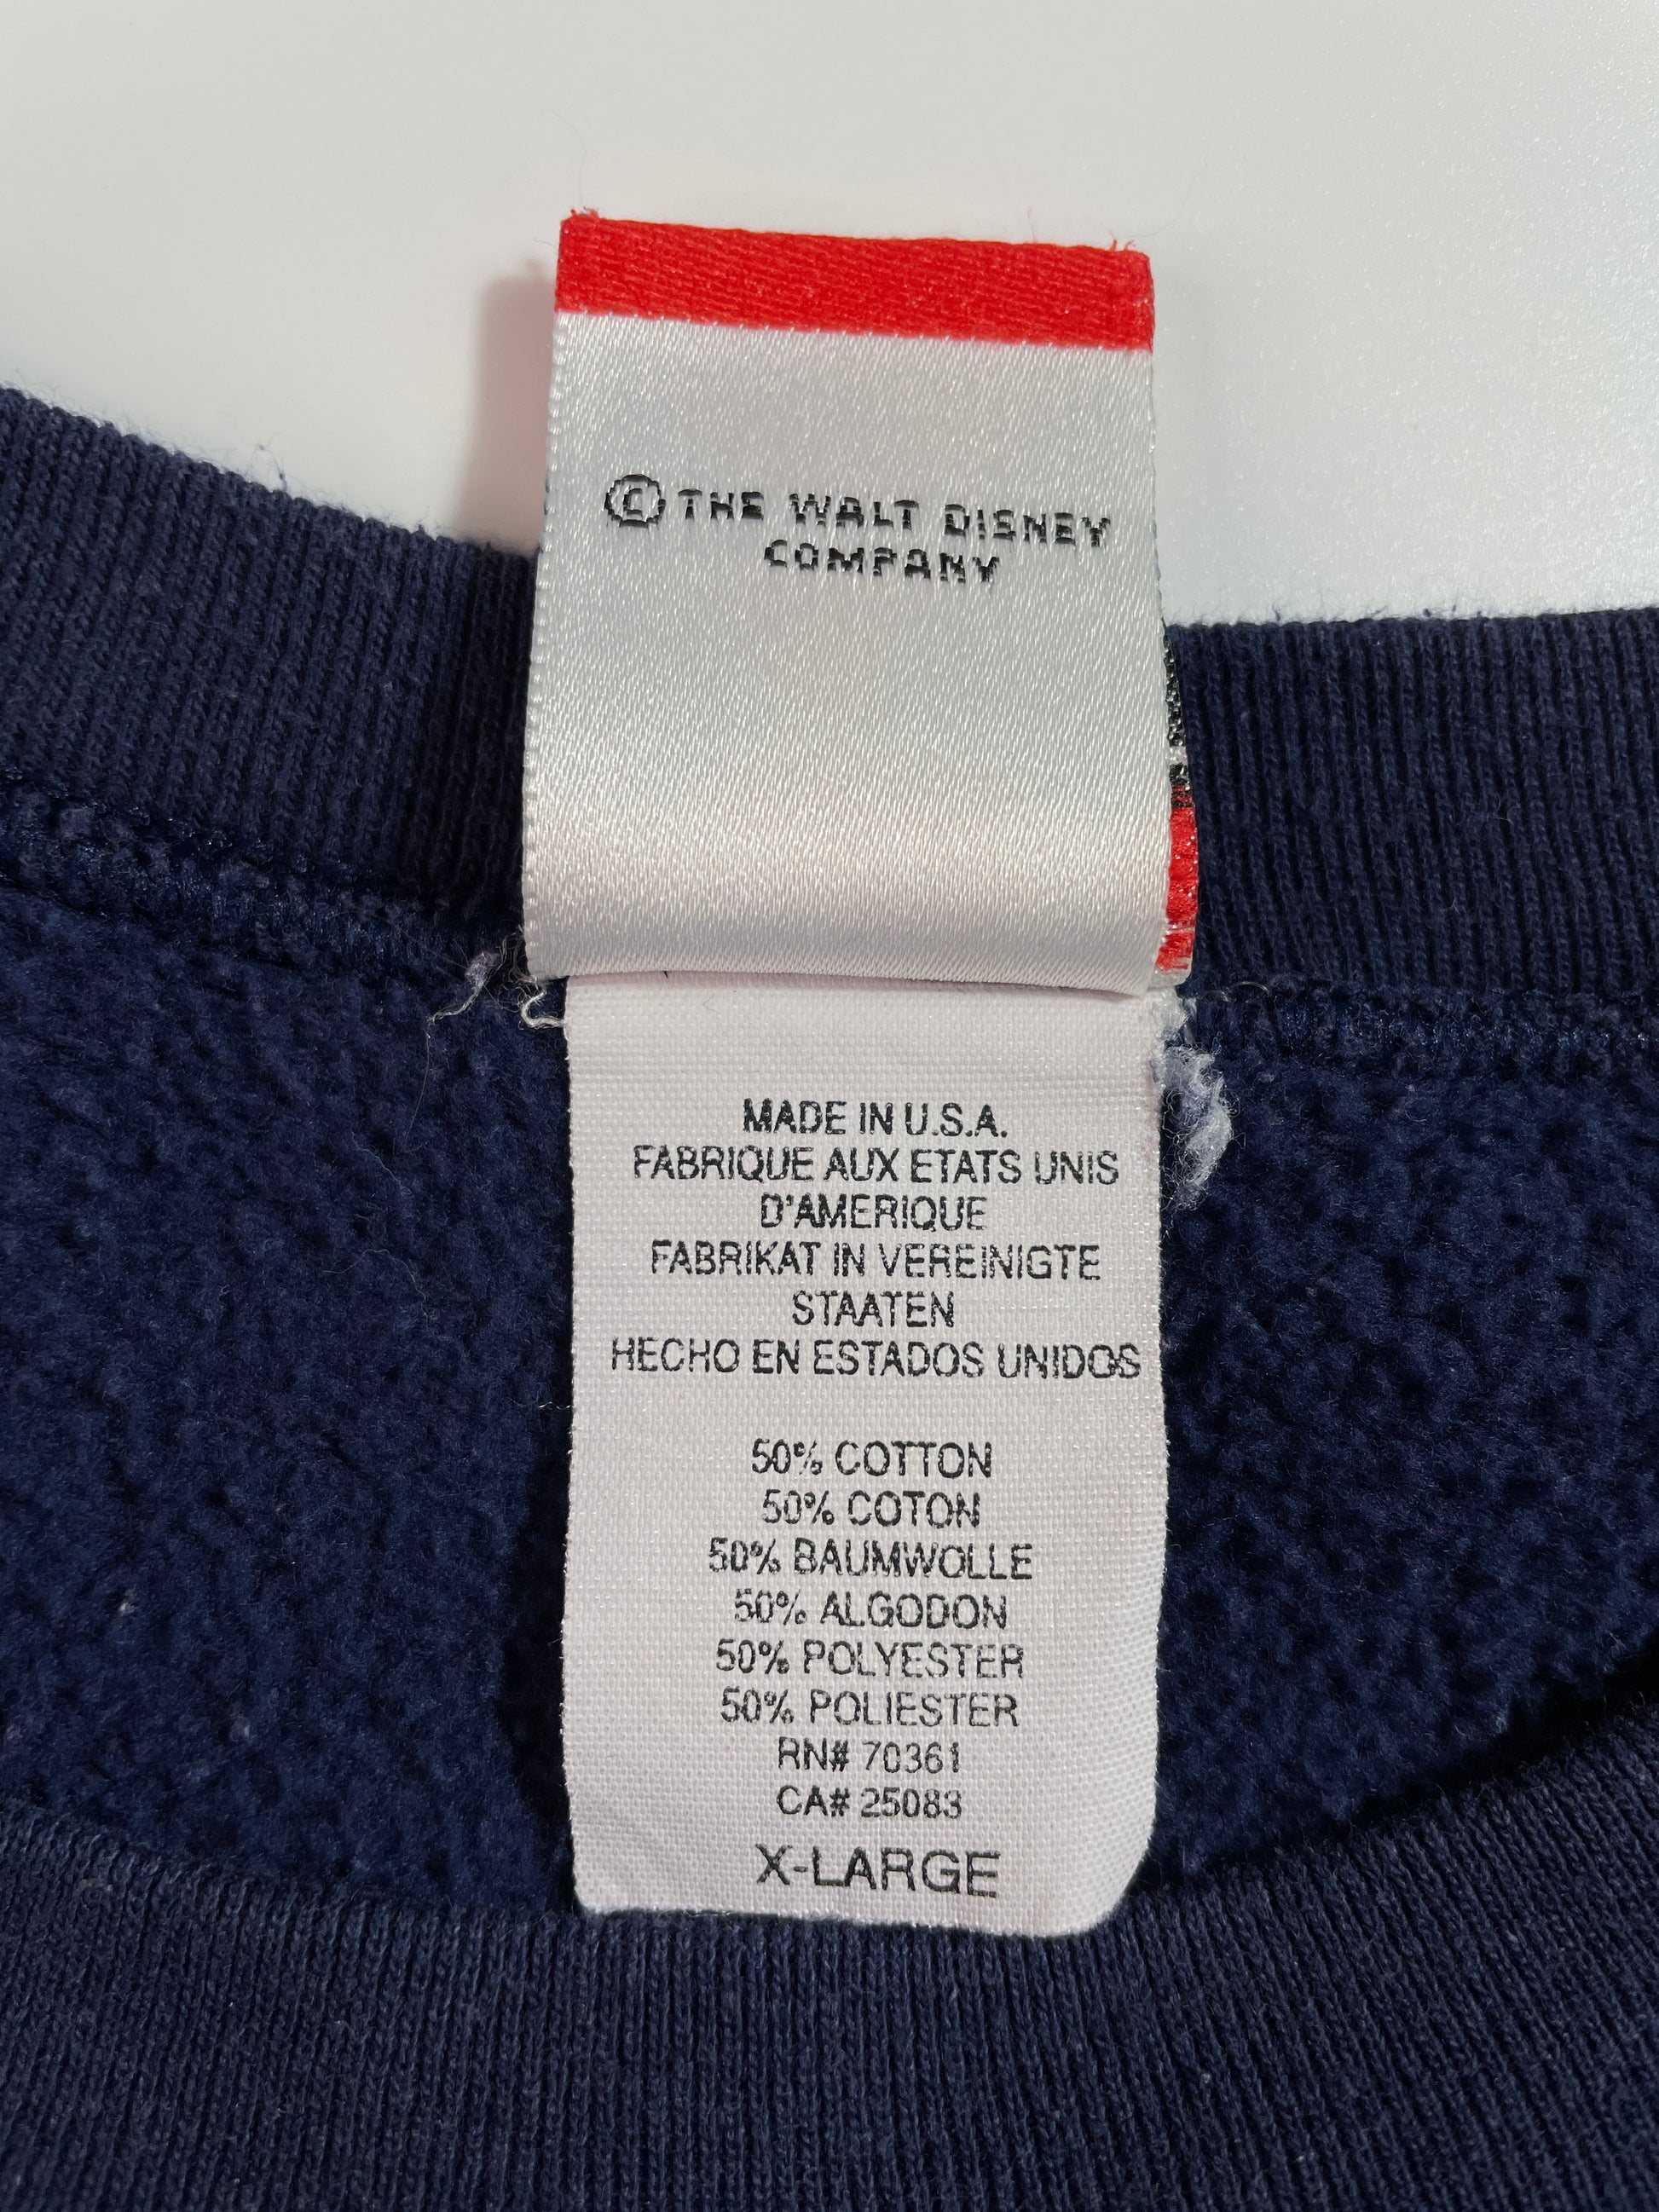 © THE WALT DISNEY
COMPANY
MADE IN U.S.A.
FABRIQUE AUX ETATS UNIS
D'AMERIQUE
FABRIKAT IN VEREINIGTE
STAATEN
HECHO EN ESTADOS UNIDOS
50% COTTON
50% COTON
50% BAUMWOLLE
50% ALGODON
50% POLYESTER
50% POLIESTER
RN# 70361
CA# 25083
X-LARGE